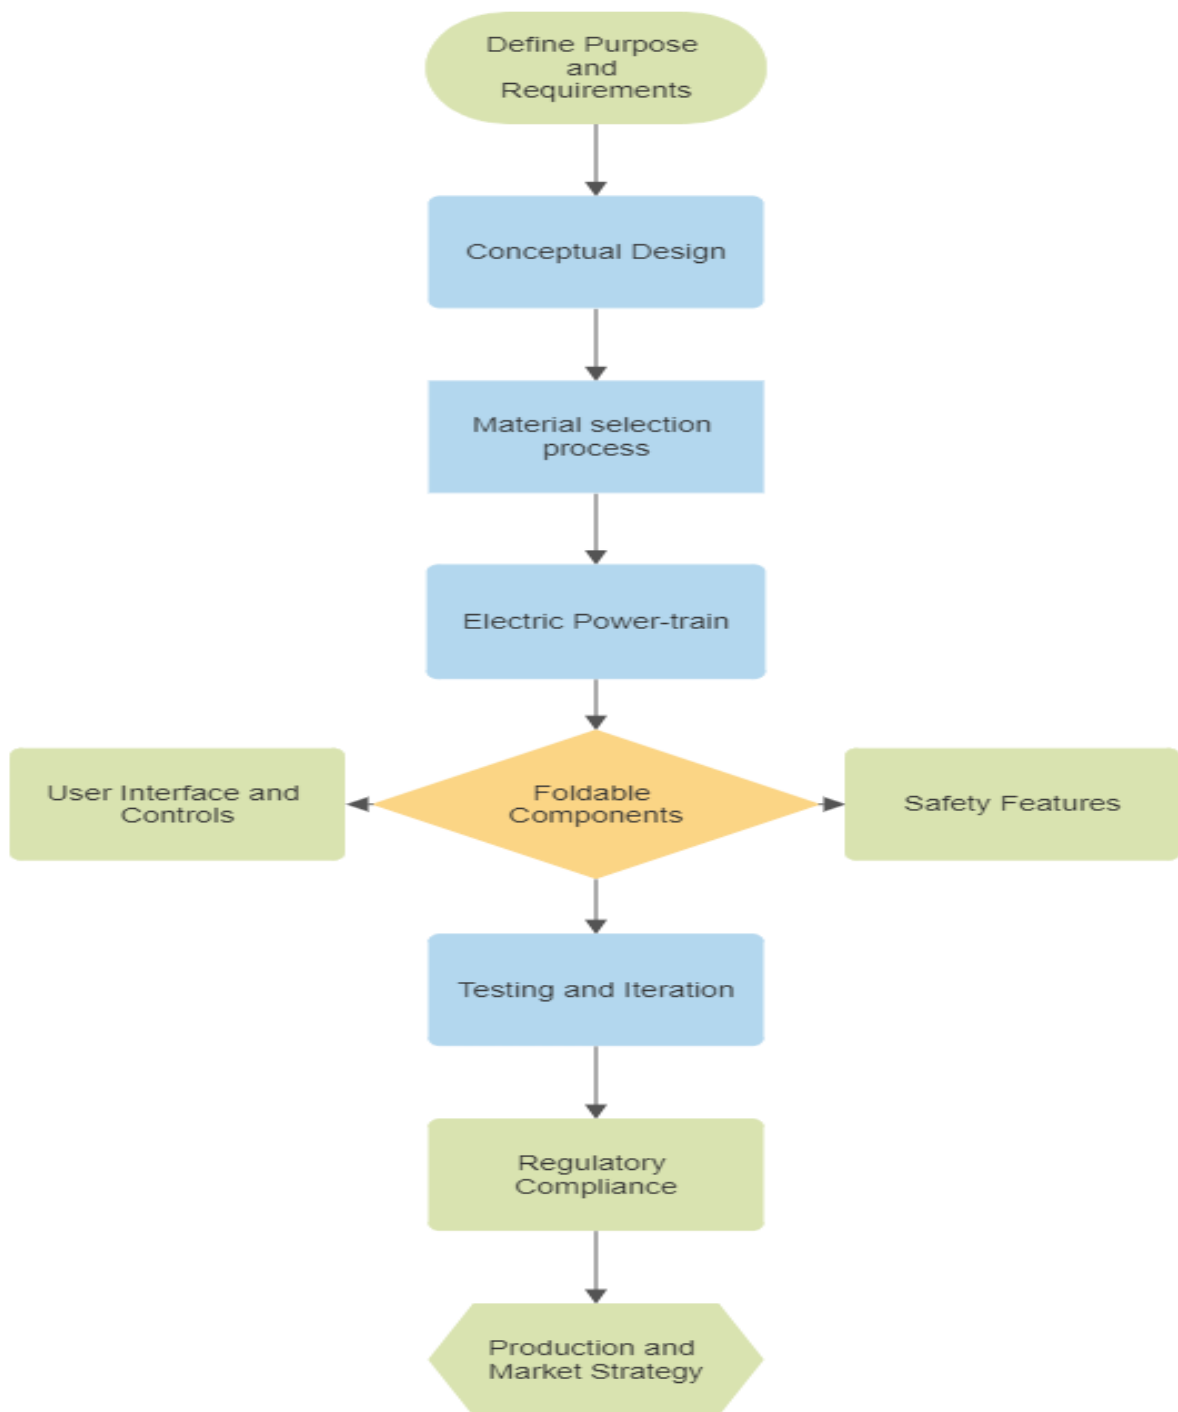 Define Purpose
and
Requirements
Conceptual Design
Material selection
process
Electric Power-train
User Interface and
Controls
Foldable
Components
Safety Features
Testing and Iteration
Regulatory
Compliance
Production and
Market Strategy